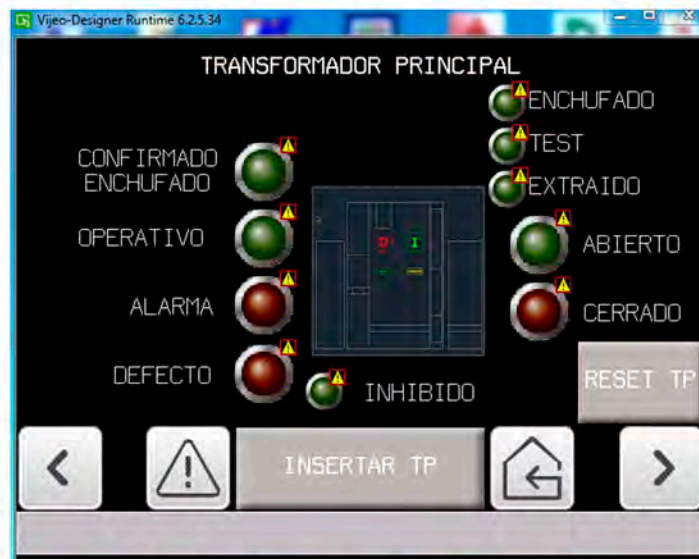 Vijeo-Designer Runtime 6.2.5.34
TRANSFORMADOR PRINCIPAL
ENCHUFADO
TEST
EXTRAIDO
CONFIRMADO
ENCHUFADO
OPERATIVO
ABIERTO
ALARMA
CERRADO
DEFECTO
INHIBIDO
RESET TP
INSERTAR TP